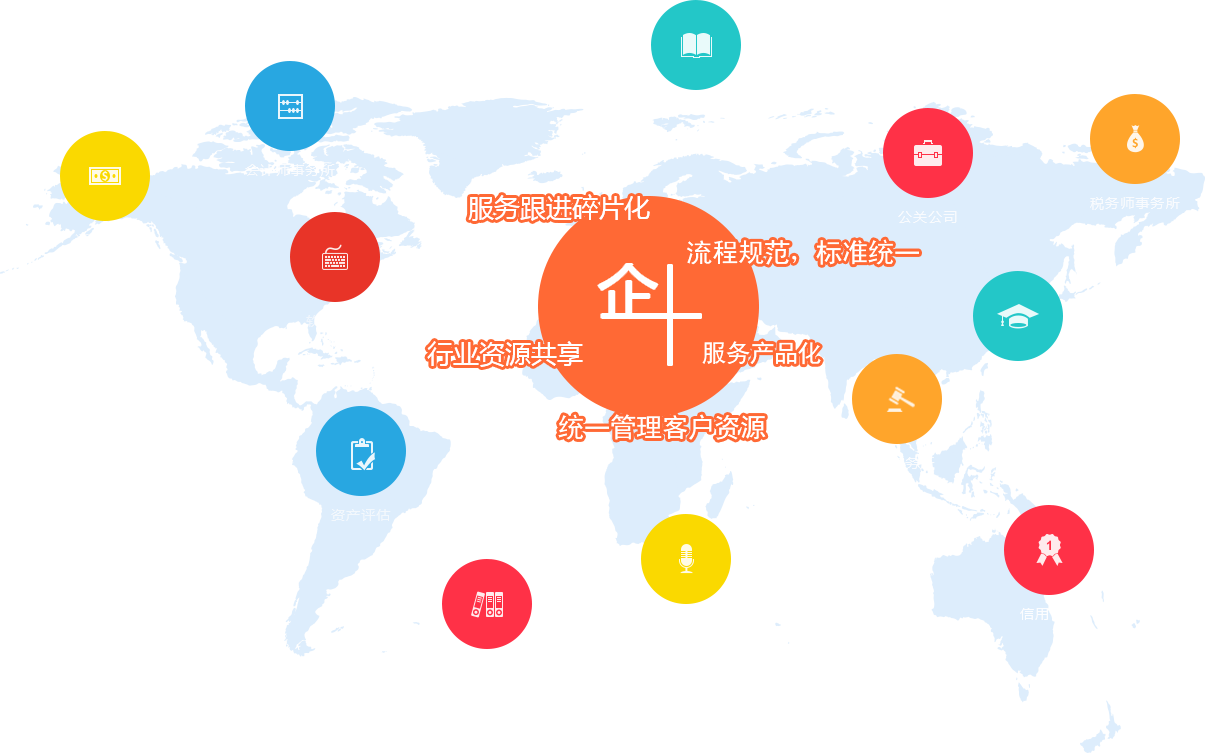 会计师事务所
服务跟进碎片化
公关公司
税务师事务所
流程规范，标准统一
企
行业资源共享
服务产品化
统一管理客户资源
资产评估
信用